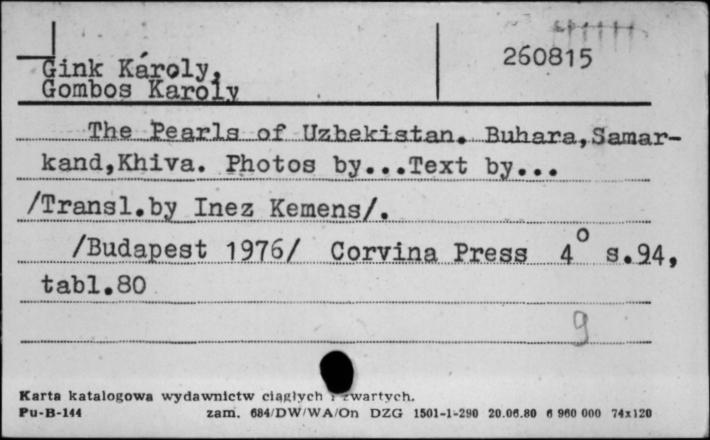 Gink Károly, 260815
Gombos Karoly
The Pearls of Uzbekistan. Buhara, Samar-
kand, Khiva. Photos by...Text by...
/Transl. by Inez Kemens/.
/Budapest 1976/ Corvina Press 4° s.94,
tabl.80
9
Karta katalogowa wydawnictw ciągłych i zwartych.
Pu-B-144 zam. 684/DW/WA/On DZG 1501-1-290 20.06.80 6 960 000 74x120